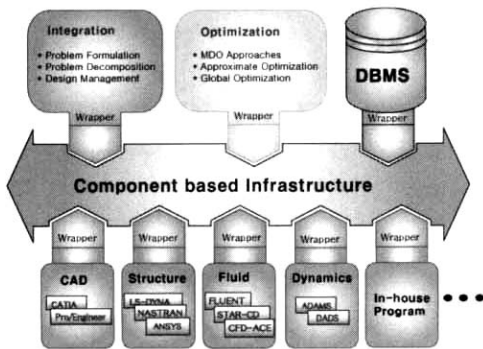 Integration
• Problem Formulation
• Problem Decomposition
• Design Management
Optimization
• MDO Approaches
• Approximate Optimization
• Global Optimization
DBMS
Wrapper
Wrapper
Wrapper
Component based Infrastructure
Wrapper
Wrapper
Wrapper
Wrapper
Wrapper
CAD
CATIA
Pro/Engineer
Structure
LS-DYNA
NASTRAN
ANSYS
Fluid
FLUENT
STAR-CD
CFD-ACE
Dynamics
ADAMS
DADS
In-house
Program